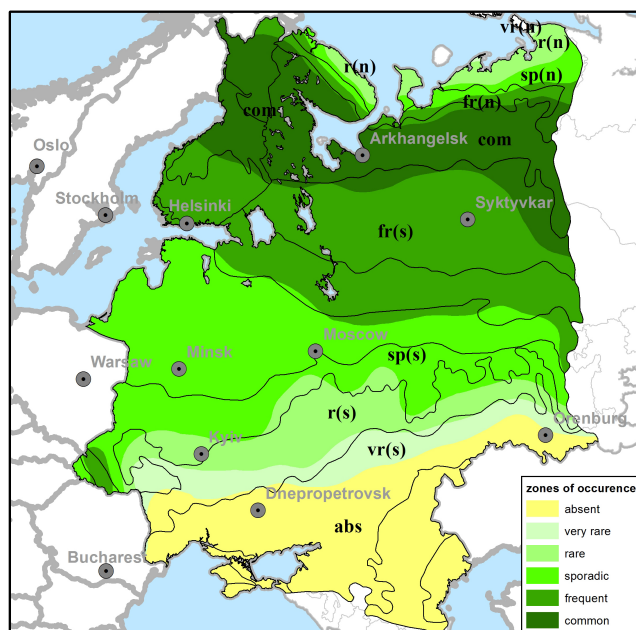 vr(n)
r(n)
r(n)
sp(n)
fr(n)
com
com
Arkhangelsk
Oslo
Stockholm
Helsinki
Syktyvkar
fr(s)
Moscow
sp(s)
Minsk
Warsaw
r(s)
Orenburg
Kyiv
vr(s)
Dnepropetrovsk
abs
Bucharest
zones of occurence
absent
very rare
rare
sporadic
frequent
common